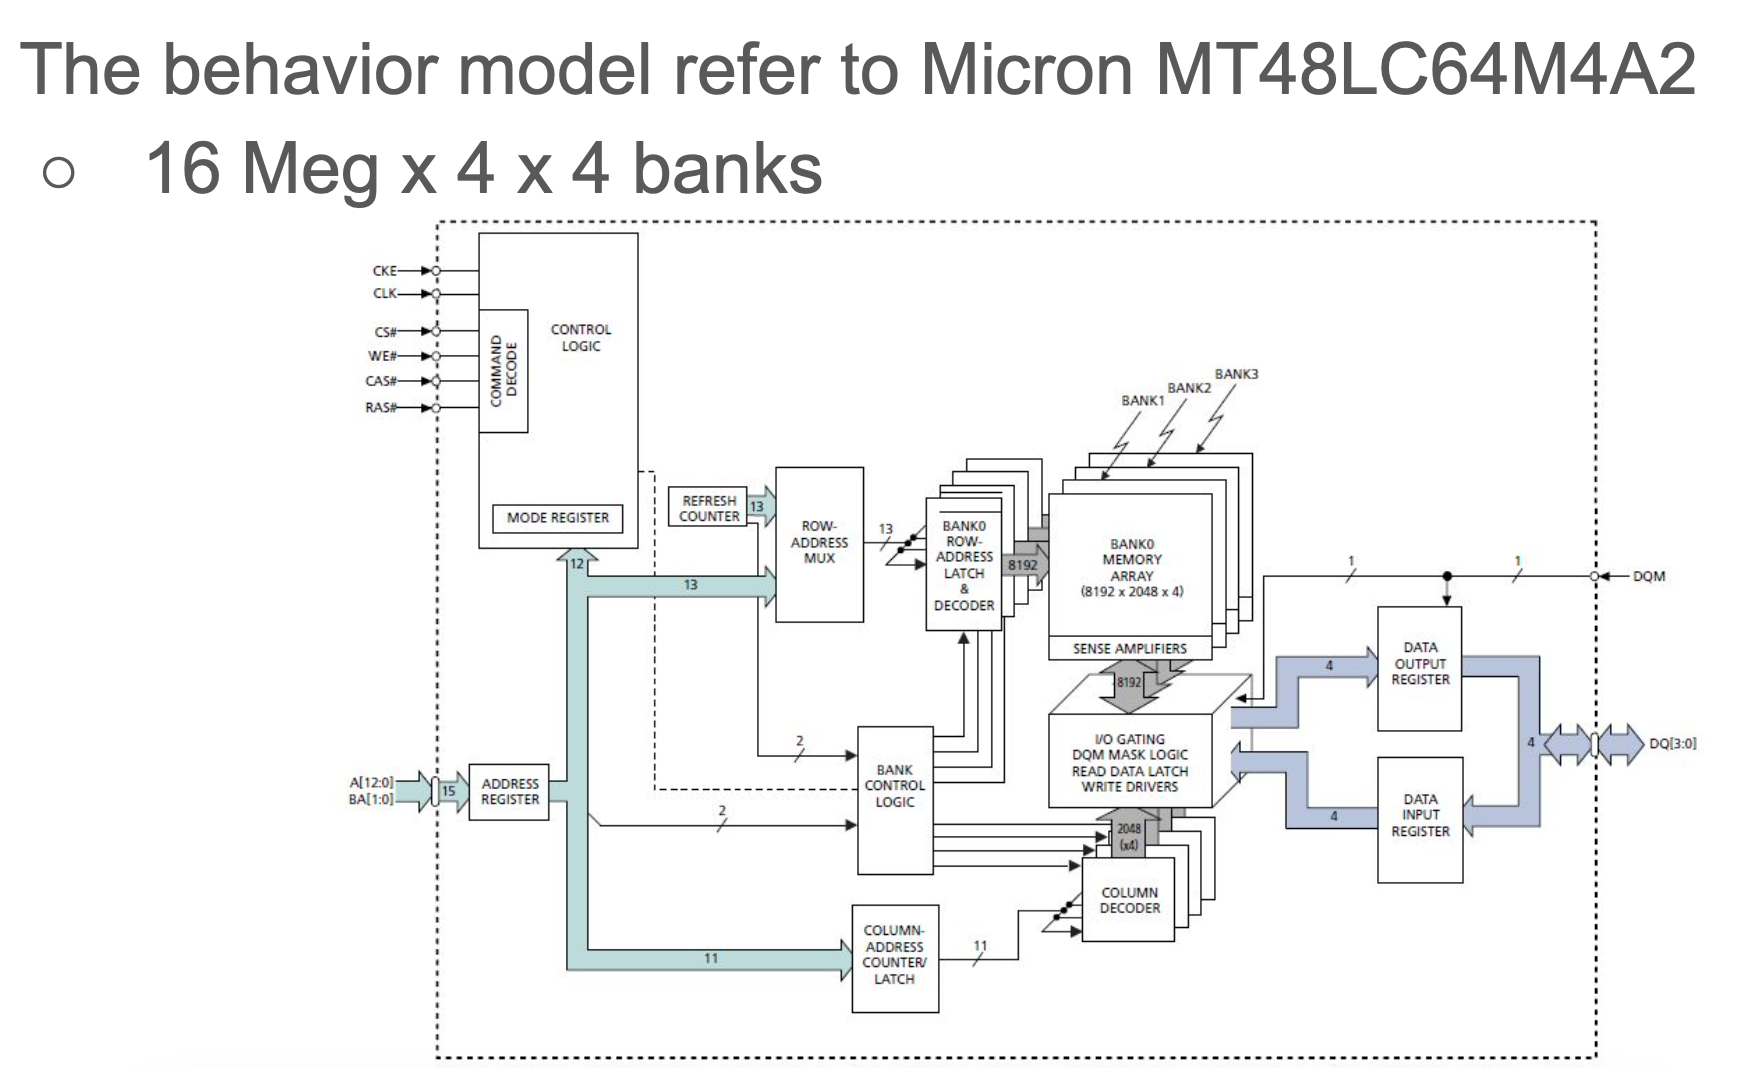 The behavior model refer to Micron MT48LC64M4A2
○ 16 Meg x 4 x 4 banks
CKE
CLK
CS#
WE#
CAS#
RAS#
COMMAND
DECODE
CONTROL
LOGIC
MODE REGISTER
12
REFRESH
COUNTER
13
13
ROW-
ADDRESS
MUX
13
BANK0
ROW-
ADDRESS
LATCH
&
DECODER
8192
BANK1
BANK2
BANK3
BANK0
MEMORY
ARRAY
(8192 x 2048 x 4)
SENSE AMPLIFIERS
8192
I/O GATING
DQM MASK LOGIC
READ DATA LATCH
WRITE DRIVERS
2048
(x4)
COLUMN
DECODER
1
1
DQM
DATA
OUTPUT
REGISTER
4
4
DQ[3:0]
DATA
INPUT
REGISTER
4
A[12:0]
BA[1:0]
15
ADDRESS
REGISTER
2
2
BANK
CONTROL
LOGIC
11
COLUMN-
ADDRESS
COUNTER/
LATCH
11